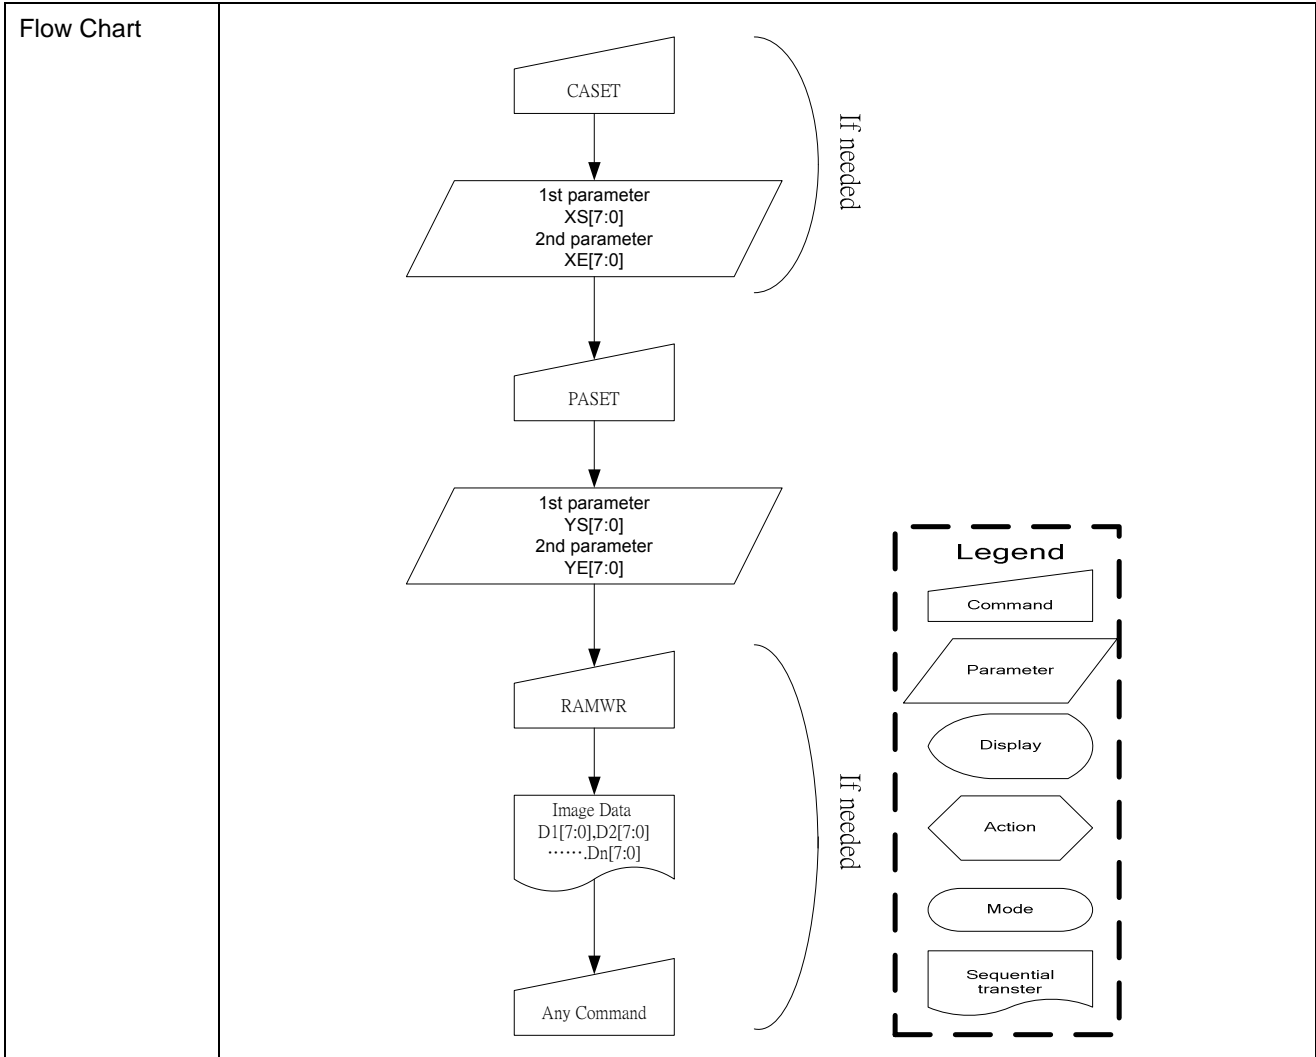 Flow Chart
CASET
1st parameter
XS[7:0]
2nd parameter
XE[7:0]
If needed
PASET
1st parameter
YS[7:0]
2nd parameter
YE[7:0]
RAMWR
Image Data
D1[7:0],D2[7:0]
⋯⋯.Dn[7:0]
Any Command
If needed
Legend
Command
Parameter
Display
Action
Mode
Sequential
transter